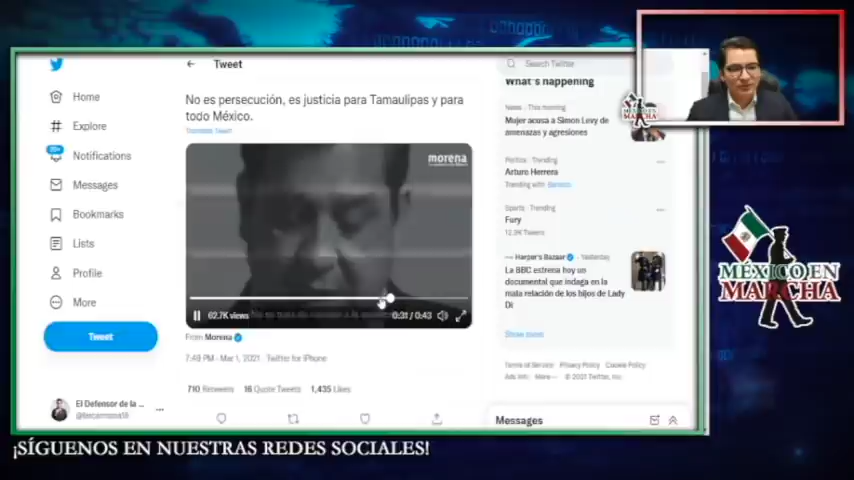 Tweet
Search Twitter
Home
Explore
Notifications
Messages
Bookmarks
Lists
Profile
More
Tweet
El Defensor de la ...
No es persecución, es justicia para Tamaulipas y para
todo México.
Translate Tweet
morena
62.7K views
0:31 / 0:43
From Morena
7:49 PM · Mar 1, 2021 · Twitter for iPhone
710 Retweets 16 Quote Tweets 1,435 Likes
What's happening
News · This morning
Mujer acusa a Simon Levy de
amenazas y agresiones
Politics · Trending
Arturo Herrera
Trending with
Sports · Trending
Fury
12.3K Tweets
Harper's Bazaar · Yesterday
La BBC estrena hoy un
documental que indaga en la
mala relación de los hijos de Lady
Di
Show more
Terms of Service Privacy Policy Cookie Policy
Ads info More © 2021 Twitter, Inc.
Messages
MÉXICO EN
MARCHA
MÉXICO EN
MARCHA
¡SÍGUENOS EN NUESTRAS REDES SOCIALES!